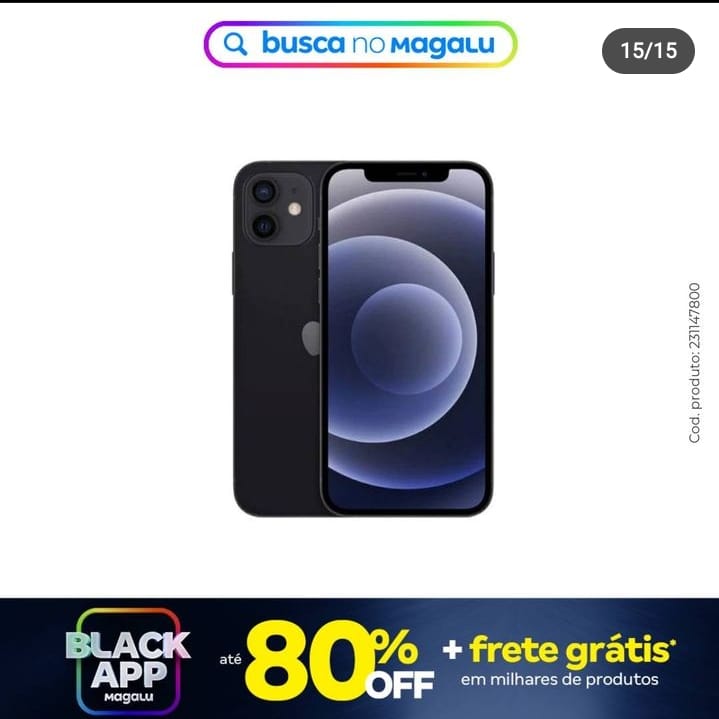 busca no magalu
15/15
Cod. produto: 231147800
BLACK
APP
magalu
até 80% OFF
+ frete grátis*
em milhares de produtos